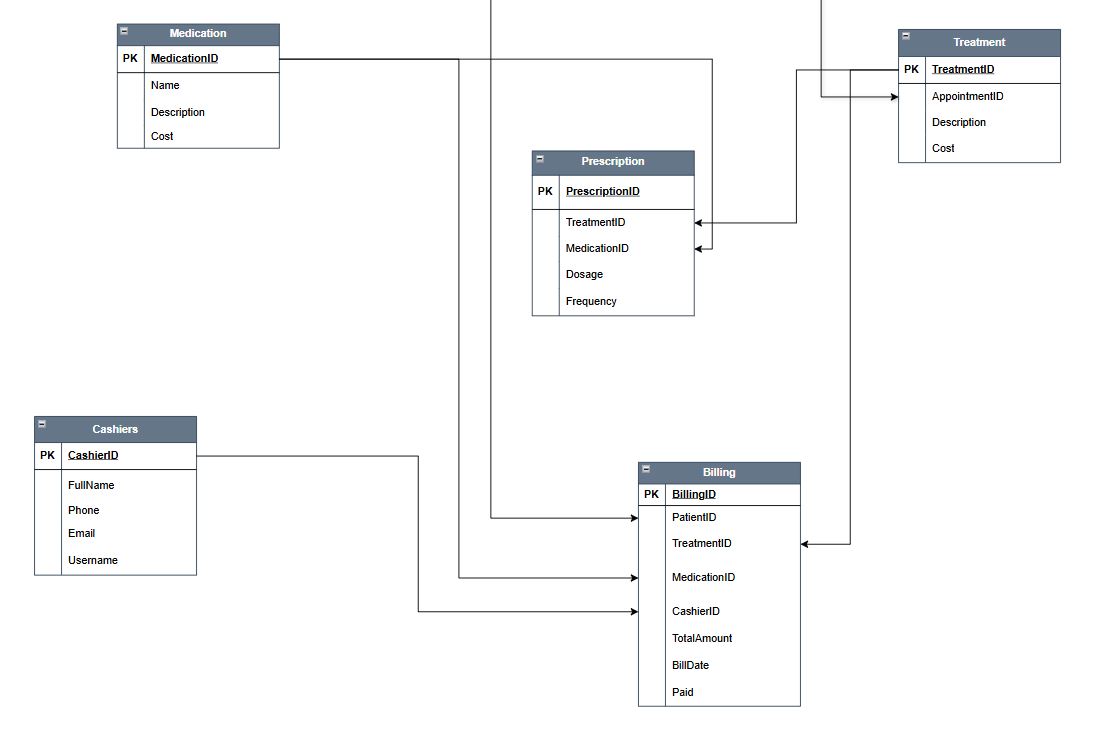 Medication
PK MedicationID
Name
Description
Cost
Treatment
PK TreatmentID
AppointmentID
Description
Cost
Prescription
PK PrescriptionID
TreatmentID
MedicationID
Dosage
Frequency
Cashiers
PK CashierID
FullName
Phone
Email
Username
Billing
PK BillingID
PatientID
TreatmentID
MedicationID
CashierID
TotalAmount
BillDate
Paid